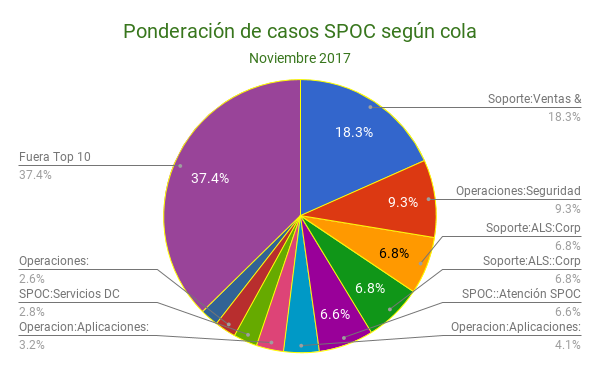 Ponderación de casos SPOC según cola
Noviembre 2017
Soporte:Ventas &
18.3%
Operaciones:Seguridad
9.3%
Soporte:ALS:Corp
6.8%
Soporte:ALS::Corp
6.8%
SPOC::Atención SPOC
6.6%
Operacion:Aplicaciones:
4.1%
Fuera Top 10
37.4%
Operaciones:
2.6%
SPOC:Servicios DC
2.8%
Operacion:Aplicaciones:
3.2%
18.3%
9.3%
6.8%
6.8%
6.6%
37.4%